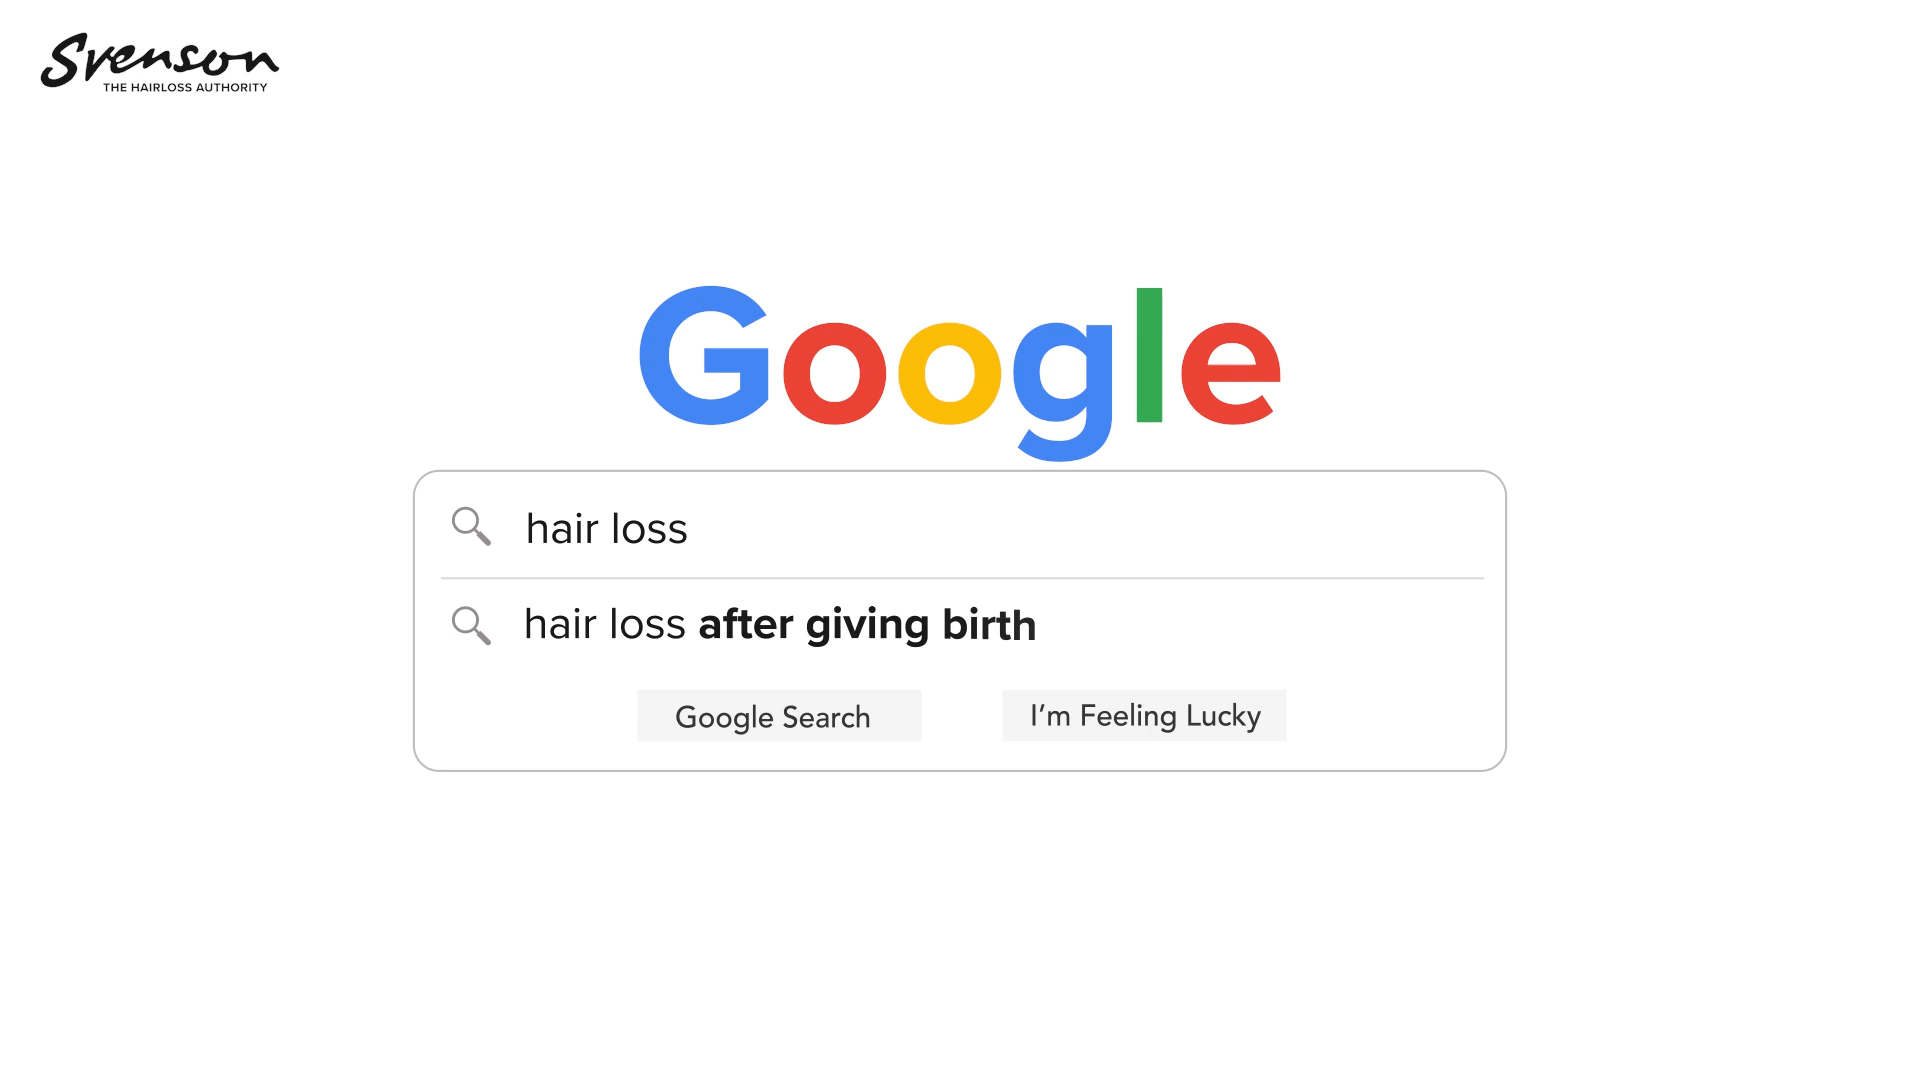 Svenson
THE HAIRLOSS AUTHORITY
Google
hair loss
hair loss after giving birth
Google Search
I’m Feeling Lucky